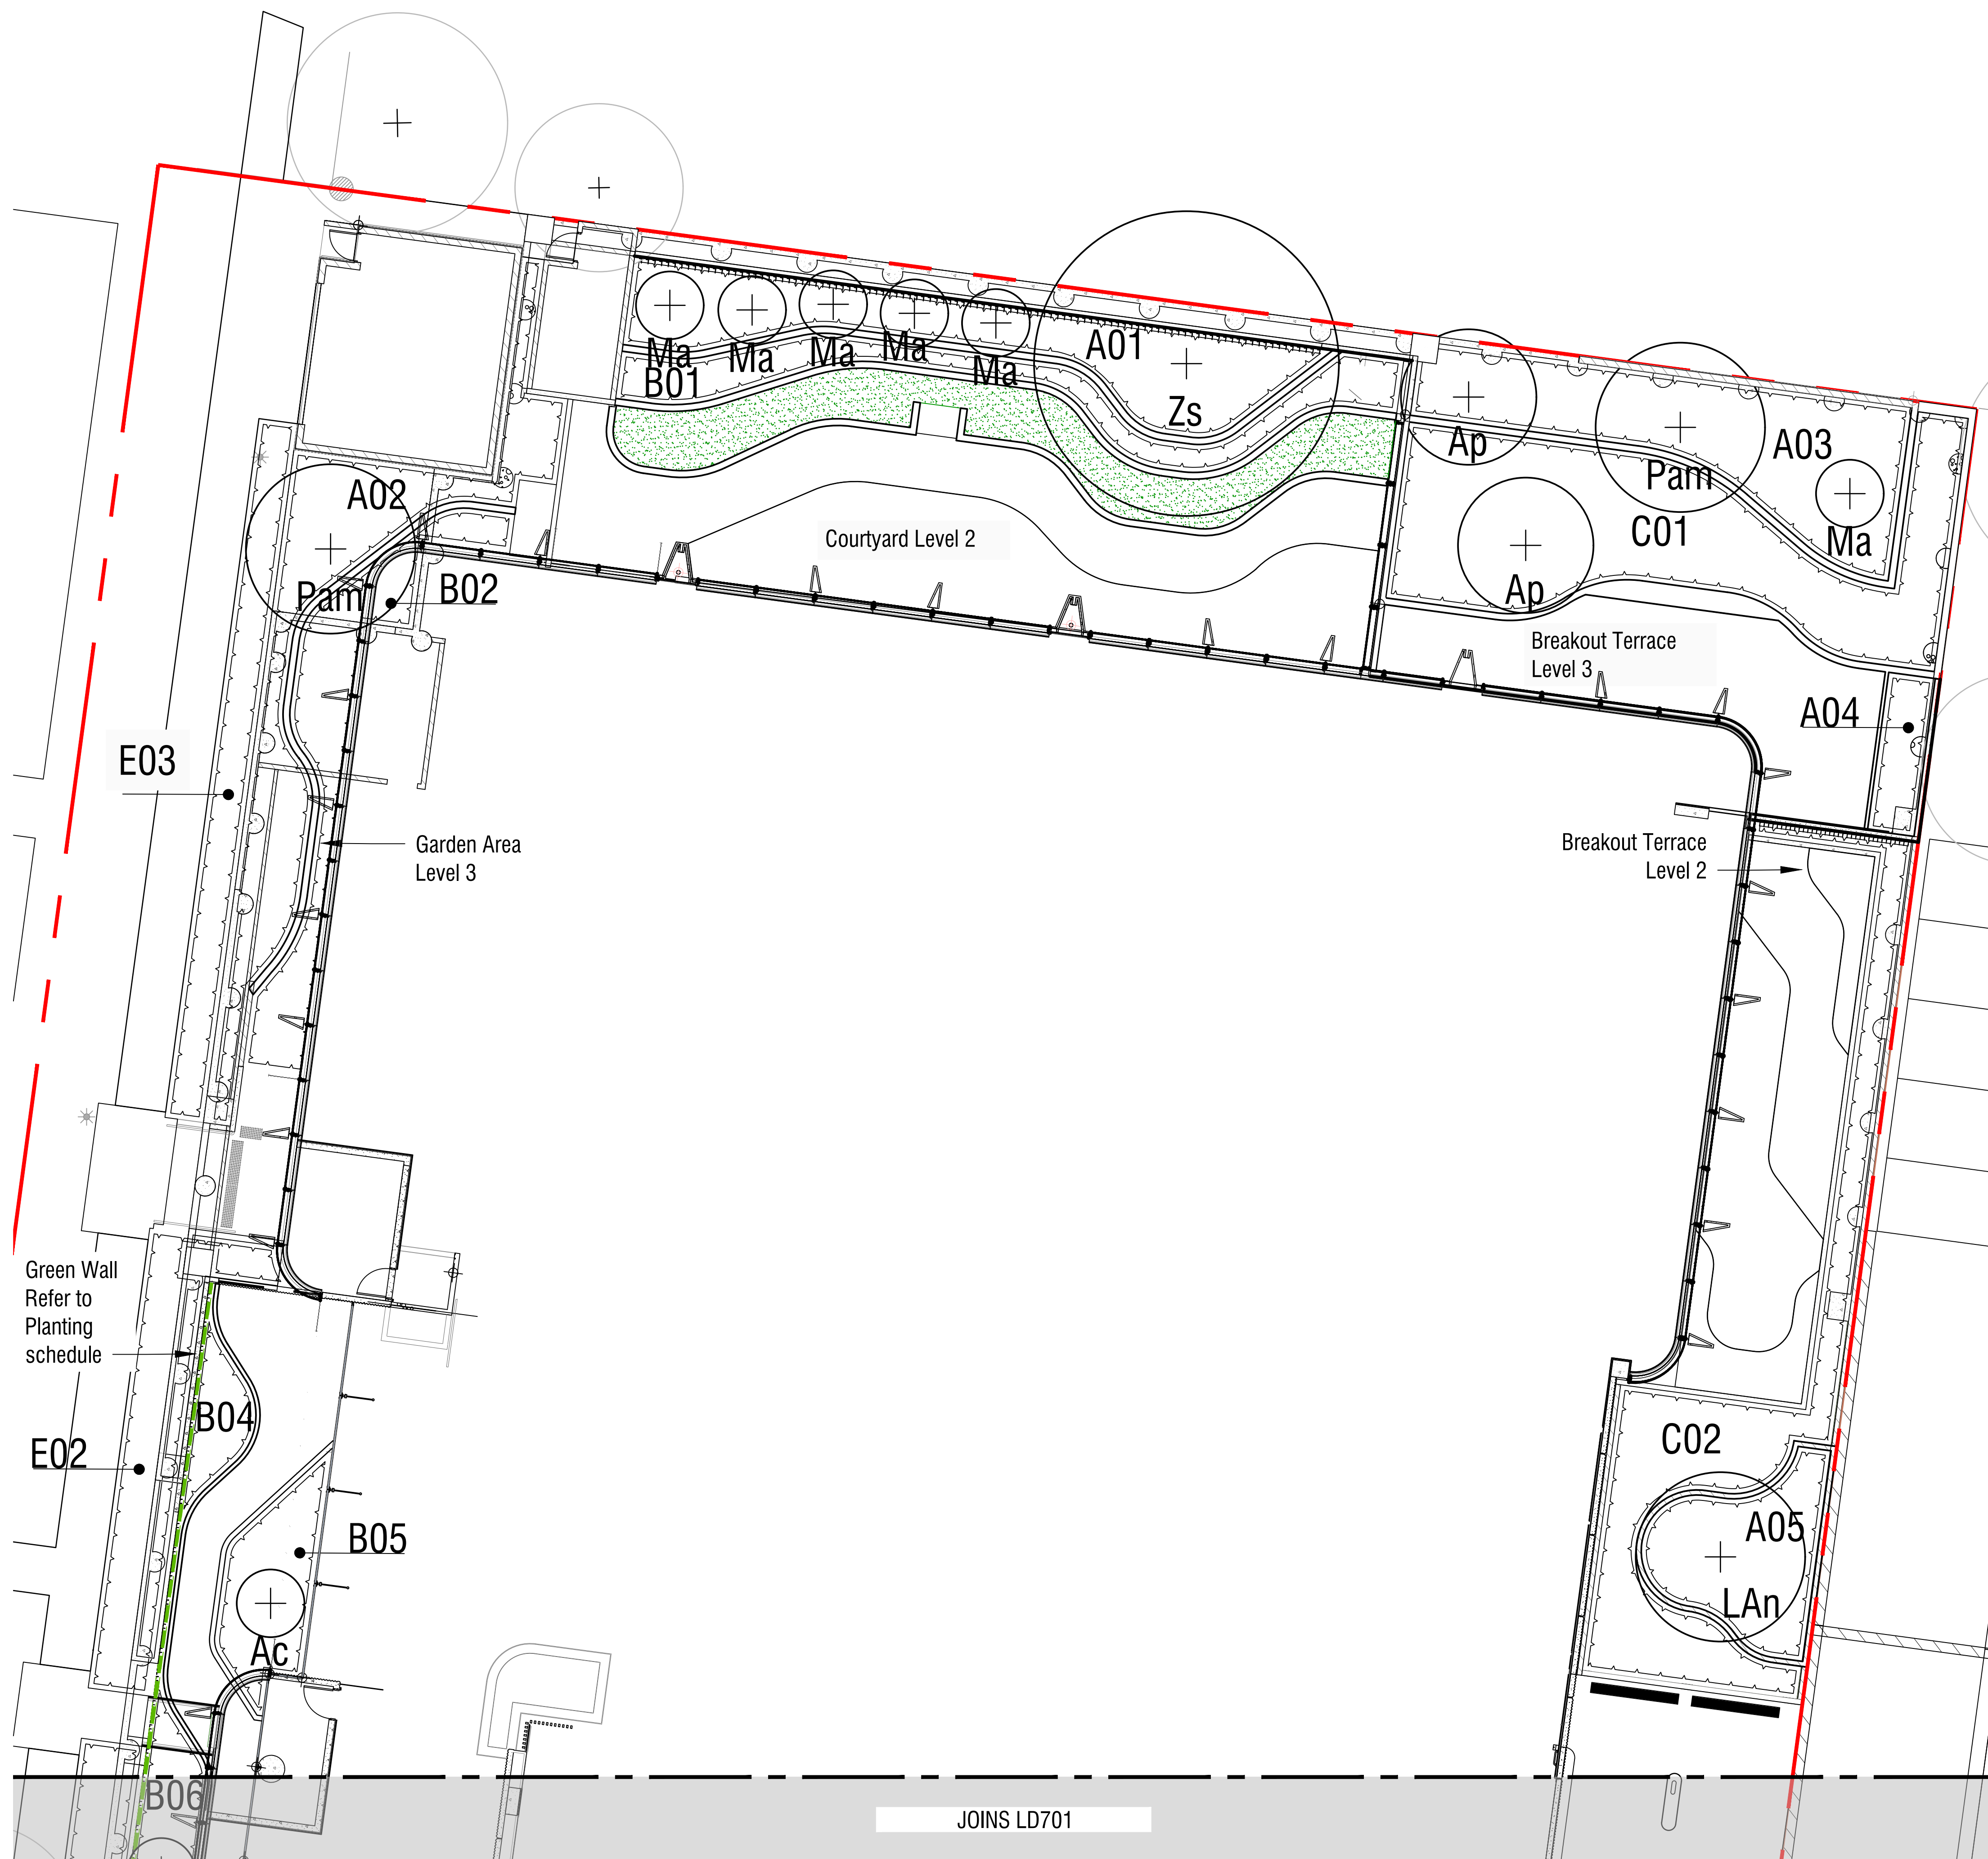 A01
Ma
Ma
Ma
Ma
Ma
B01
Zs
Ap
Pam
A03
Ma
C01
Ap
A02
Pam
B02
Courtyard Level 2
Breakout Terrace
Level 3
A04
E03
Garden Area
Level 3
Breakout Terrace
Level 2
Green Wall
Refer to
Planting
schedule
B04
E02
B05
Ac
C02
A05
LAn
B06
JOINS LD701